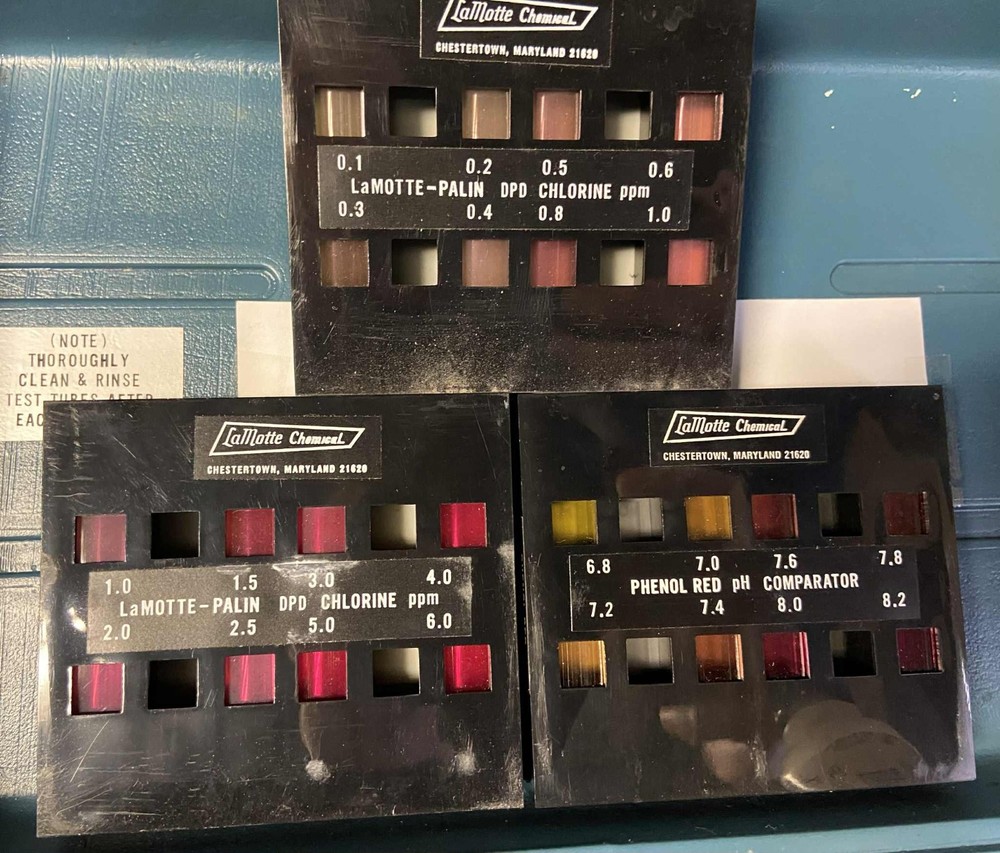 LaMotte Chemical
CHESTERTOWN, MARYLAND 21620
0.1 0.2 0.5 0.6
LaMOTTE-PALIN DPD CHLORINE ppm
0.3 0.4 0.8 1.0
(NOTE)
THOROUGHLY
CLEAN & RINSE
TEST TUBES AFTER
LaMotte Chemical
CHESTERTOWN, MARYLAND 21620
1.0 1.5 3.0 4.0
LaMOTTE-PALIN DPD CHLORINE ppm
2.0 2.5 5.0 6.0
LaMotte Chemical
CHESTERTOWN, MARYLAND 21620
6.8 7.0 7.6 7.8
PHENOL RED pH COMPARATOR
7.2 7.4 8.0 8.2